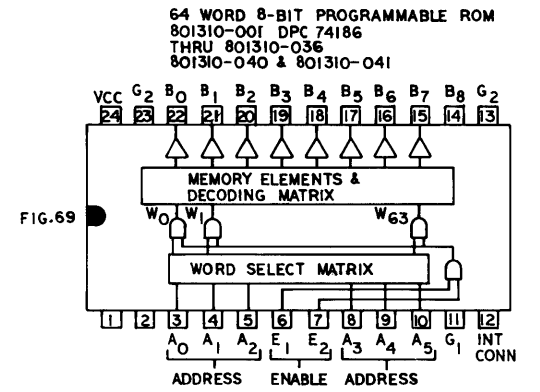 64 WORD 8-BIT PROGRAMMABLE ROM
801310-001 DPC 74186
THRU 801310-036
801310-040 & 801310-041
VCC G2 B0 B1 B2 B3 B4 B5 B6 B7 B8 G2
24 23 22 21 20 19 18 17 16 15 14 13
MEMORY ELEMENTS &
DECODING MATRIX
FIG.69
W0 W1 W63
WORD SELECT MATRIX
1 2 3 4 5 6 7 8 9 10 11 12
A0 A1 A2 E1 E2 A3 A4 A5 G1 INT
CONN
ADDRESS ENABLE ADDRESS